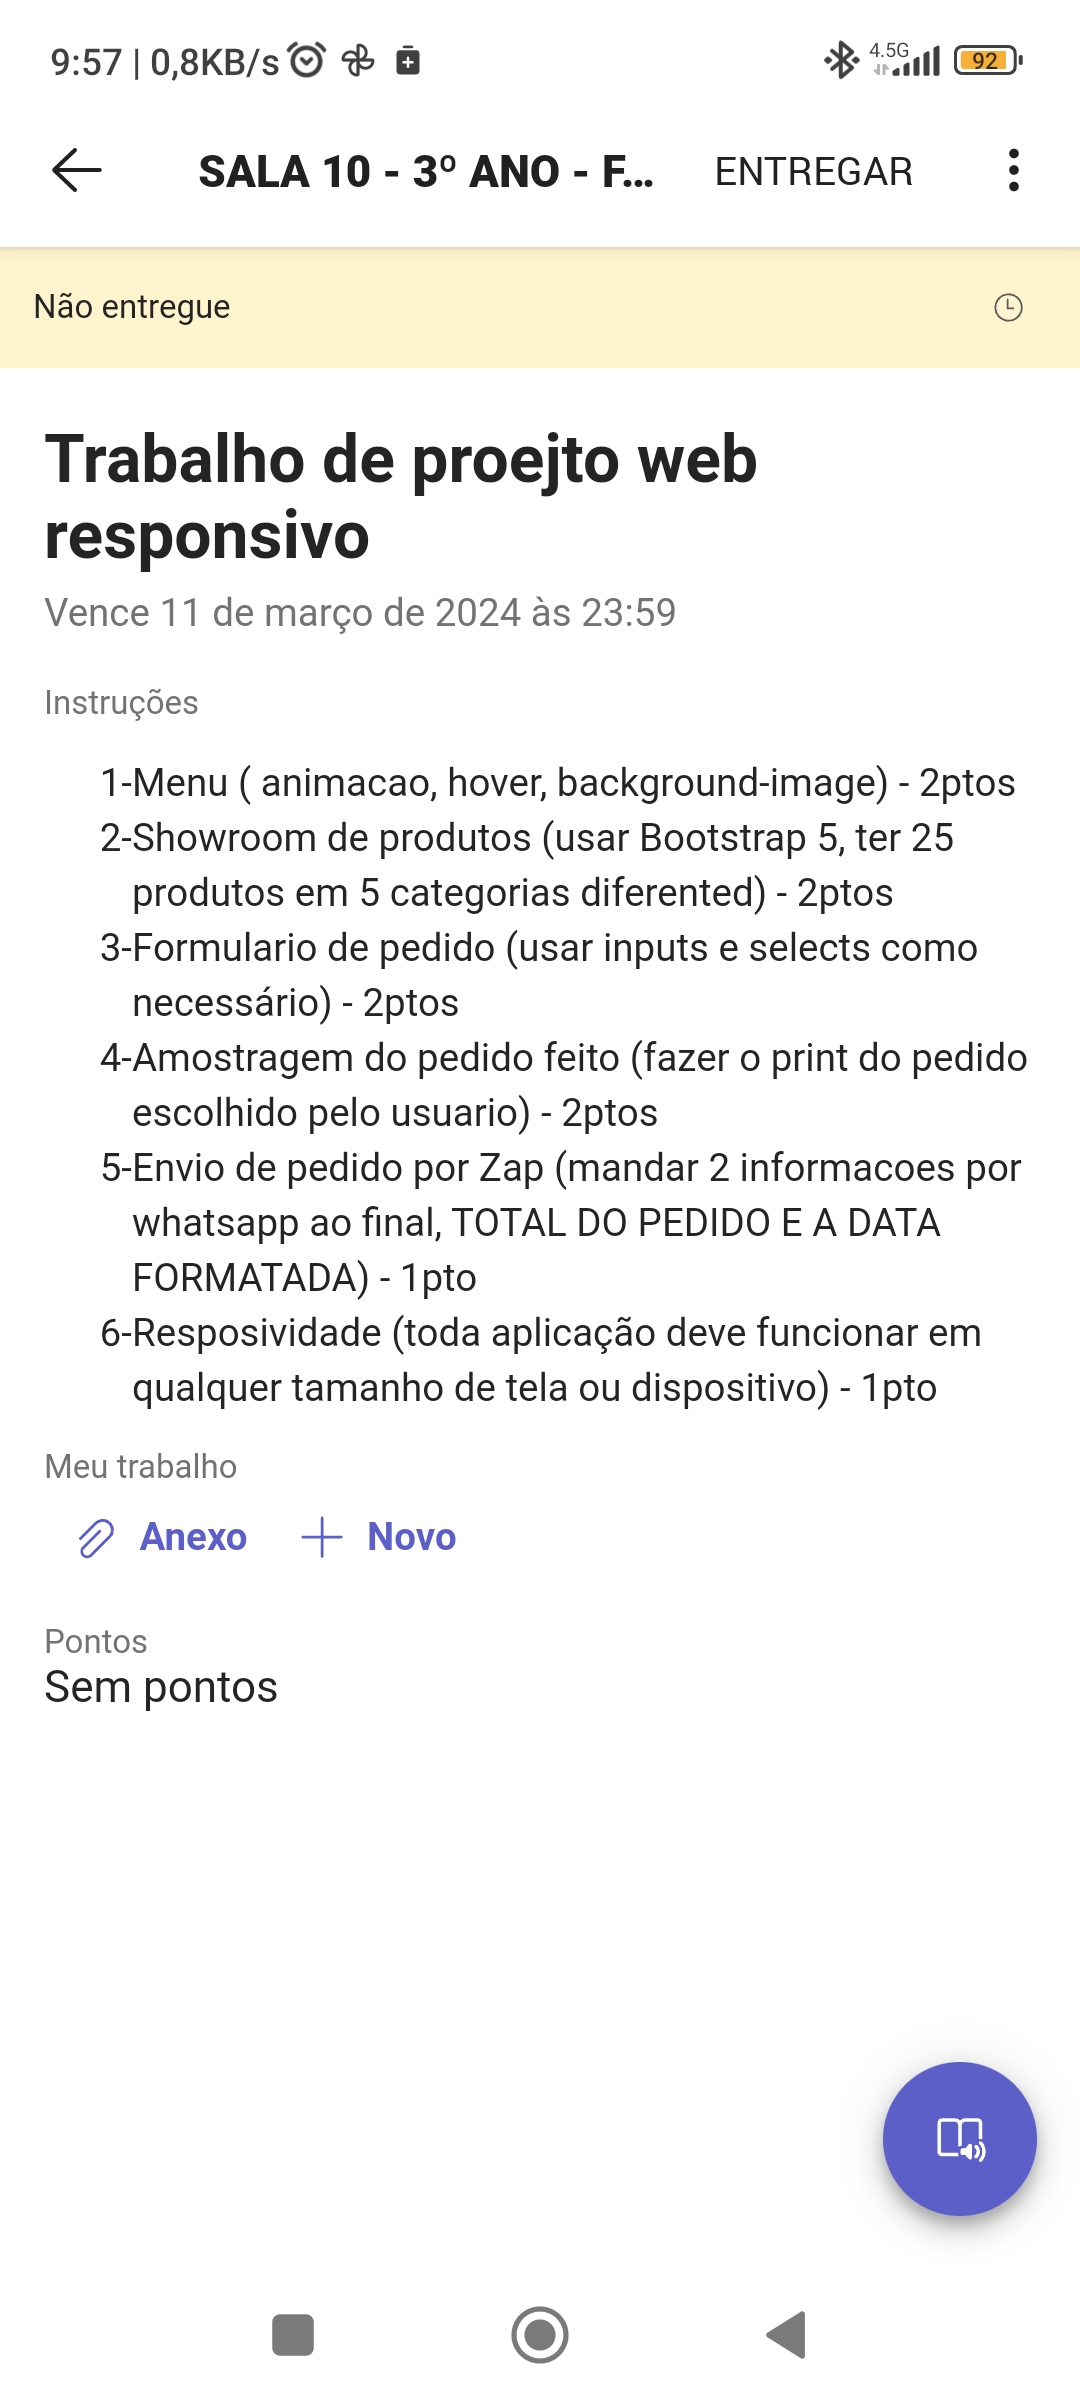 9:57 | 0,8KB/s
4.5G
92
SALA 10 - 3º ANO - F...
ENTREGAR
Não entregue
Trabalho de proejto web
responsivo
Vence 11 de março de 2024 às 23:59
Instruções
1-Menu ( animacao, hover, background-image) - 2ptos
2-Showroom de produtos (usar Bootstrap 5, ter 25
produtos em 5 categorias diferented) - 2ptos
3-Formulario de pedido (usar inputs e selects como
necessário) - 2ptos
4-Amostragem do pedido feito (fazer o print do pedido
escolhido pelo usuario) - 2ptos
5-Envio de pedido por Zap (mandar 2 informacoes por
whatsapp ao final, TOTAL DO PEDIDO E A DATA
FORMATADA) - 1pto
6-Resposividade (toda aplicação deve funcionar em
qualquer tamanho de tela ou dispositivo) - 1pto
Meu trabalho
Anexo
Novo
Pontos
Sem pontos